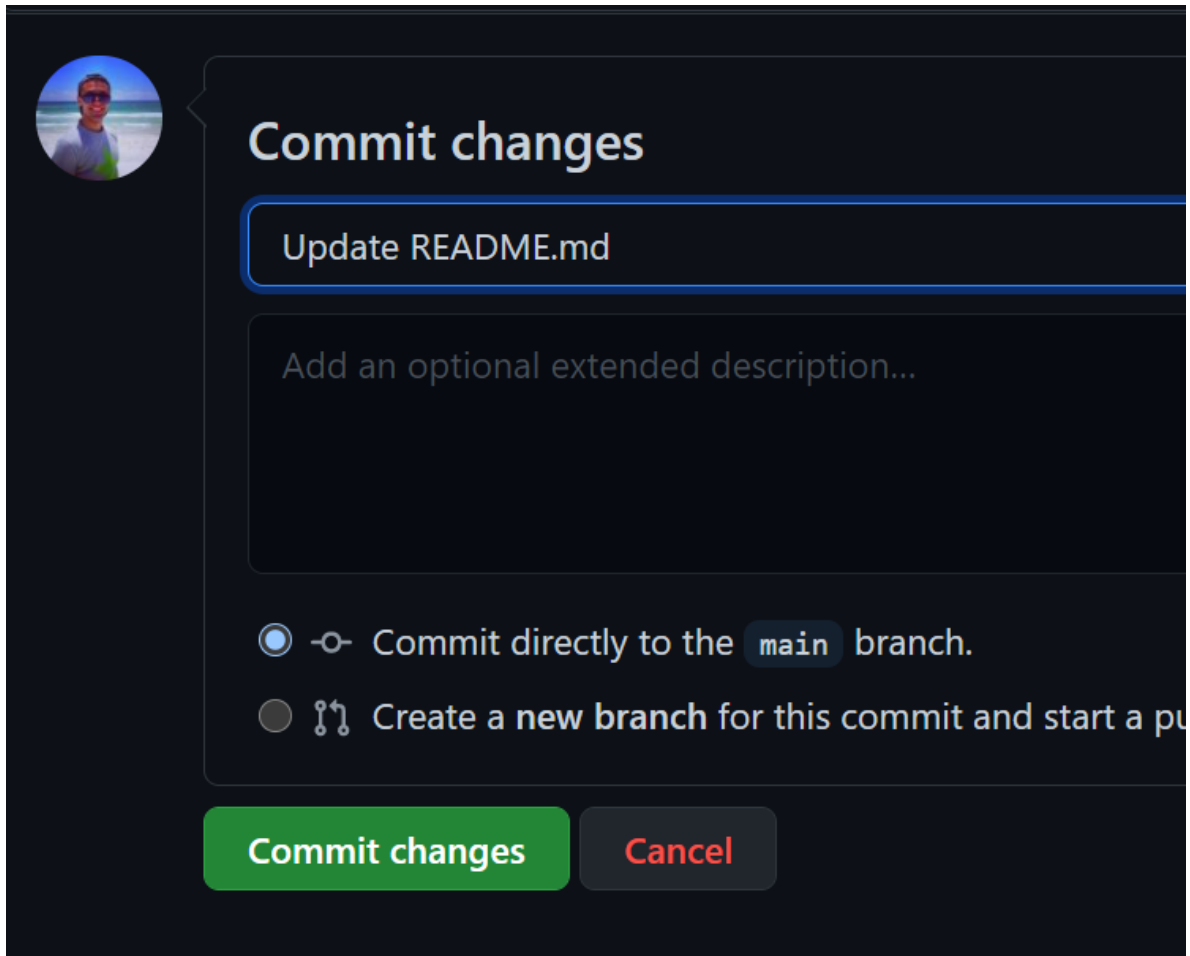 Commit changes
Update README.md
Add an optional extended description...
Commit directly to the main branch.
Create a new branch for this commit and start a
Commit changes
Cancel